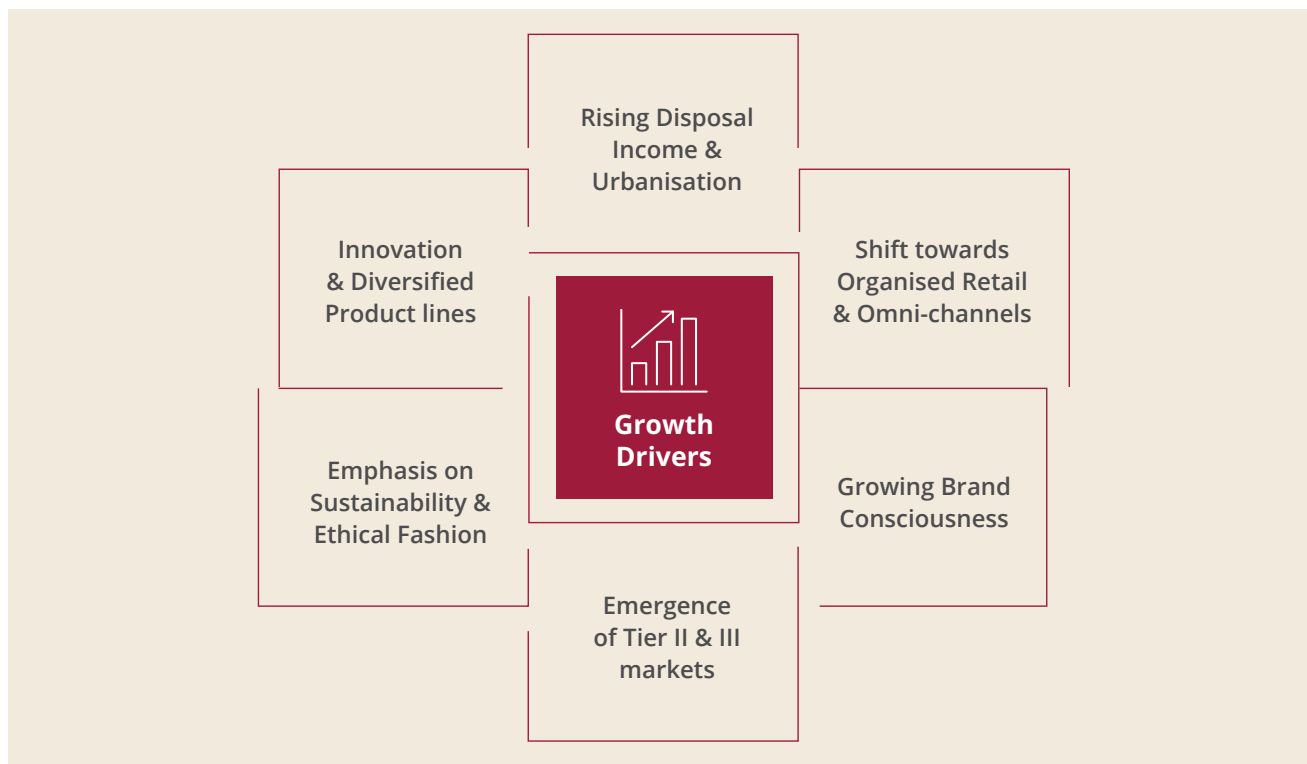 Rising Disposal
Income &
Urbanisation
Innovation
& Diversified
Product lines
Shift towards
Organised Retail
& Omni-channels
Growth
Drivers
Emphasis on
Sustainability &
Ethical Fashion
Growing Brand
Consciousness
Emergence
of Tier II & III
markets